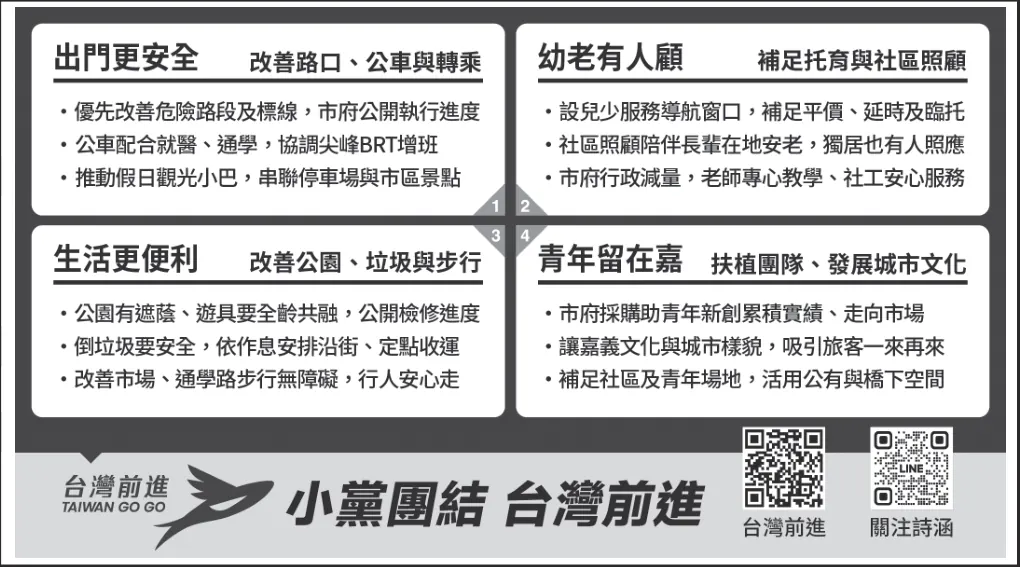 出門更安全 改善路口、公車與轉乘
・優先改善危險路段及標線，市府公開執行進度
・公車配合就醫、通學，協調尖峰BRT增班
・推動假日觀光小巴，串聯停車場與市區景點
1
幼老有人顧 補足托育與社區照顧
・設兒少服務導航窗口，補足平價、延時及臨托
・社區照顧陪伴長輩在地安老，獨居也有人照應
・市府行政減量，老師專心教學、社工安心服務
2
生活更便利 改善公園、垃圾與步行
・公園有遮蔭、遊具要全齡共融，公開檢修進度
・倒垃圾要安全，依作息安排沿街、定點收運
・改善市場、通學路步行無障礙，行人安心走
3
青年留在嘉 扶植團隊、發展城市文化
・市府採購助青年新創累積實績、走向市場
・讓嘉義文化與城市樣貌，吸引旅客一來再來
・補足社區及青年場地，活用公有與橋下空間
4
台灣前進
TAIWAN GO GO
小黨團結 台灣前進
台灣前進
LINE
關注詩涵